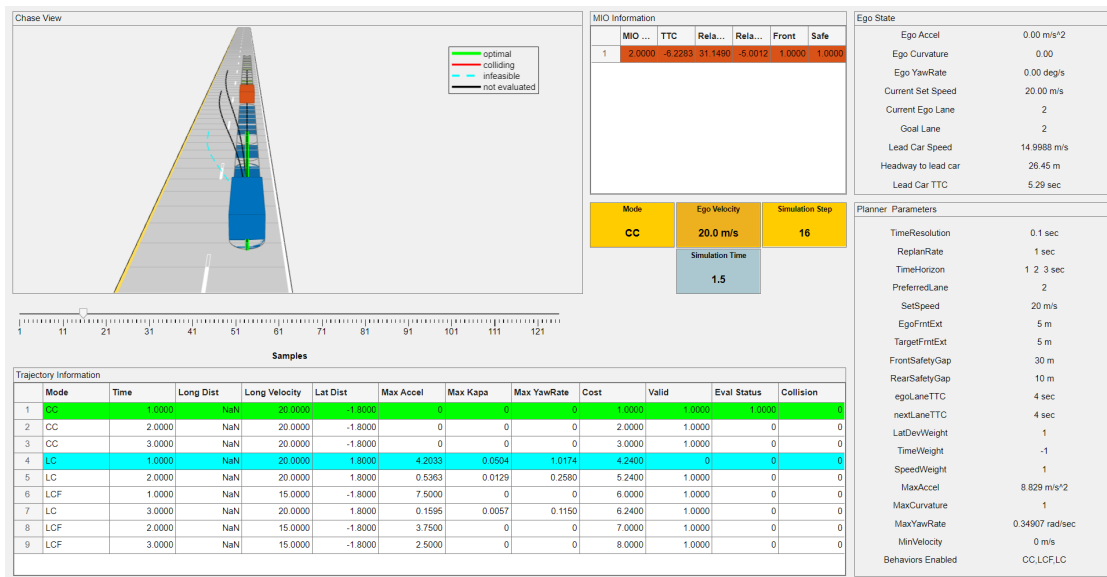 Chase View
optimal
colliding
infeasible
not evaluated
1 11 21 31 41 51 61 71 81 91 101 111 121
Samples
MIO Information
MIO ... TTC Rela... Rela... Front Safe
1 2.0000 -6.2283 31.1490 -5.0012 1.0000 1.0000
Mode
CC
Ego Velocity
20.0 m/s
Simulation Step
16
Simulation Time
1.5
Ego State
Ego Accel 0.00 m/s^2
Ego Curvature 0.00
Ego YawRate 0.00 deg/s
Current Set Speed 20.00 m/s
Current Ego Lane 2
Goal Lane 2
Lead Car Speed 14.9988 m/s
Headway to lead car 26.45 m
Lead Car TTC 5.29 sec
Planner Parameters
TimeResolution 0.1 sec
ReplanRate 1 sec
TimeHorizon 1 2 3 sec
PreferredLane 2
SetSpeed 20 m/s
EgoFrntExt 5 m
TargetFrntExt 5 m
FrontSafetyGap 30 m
RearSafetyGap 10 m
egoLaneTTC 4 sec
nextLaneTTC 4 sec
LatDevWeight 1
TimeWeight -1
SpeedWeight 1
MaxAccel 8.829 m/s^2
MaxCurvature 1
MaxYawRate 0.34907 rad/sec
MinVelocity 0 m/s
Behaviors Enabled CC,LCF,LC
Trajectory Information
Mode Time Long Dist Long Velocity Lat Dist Max Accel Max Kapa Max YawRate Cost Valid Eval Status Collision
1 CC 1.0000 NaN 20.0000 -1.8000 0 0 0 1.0000 1.0000 1.0000 0
2 CC 2.0000 NaN 20.0000 -1.8000 0 0 0 2.0000 1.0000 0 0
3 CC 3.0000 NaN 20.0000 -1.8000 0 0 0 3.0000 1.0000 0 0
4 LC 1.0000 NaN 20.0000 1.8000 4.2033 0.0504 1.0174 4.2400 0 0 0
5 LC 2.0000 NaN 20.0000 1.8000 0.5363 0.0129 0.2580 5.2400 1.0000 0 0
6 LCF 1.0000 NaN 15.0000 -1.8000 7.5000 0 0 6.0000 1.0000 0 0
7 LC 3.0000 NaN 20.0000 1.8000 0.1595 0.0057 0.1150 6.2400 1.0000 0 0
8 LCF 2.0000 NaN 15.0000 -1.8000 3.7500 0 0 7.0000 1.0000 0 0
9 LCF 3.0000 NaN 15.0000 -1.8000 2.5000 0 0 8.0000 1.0000 0 0